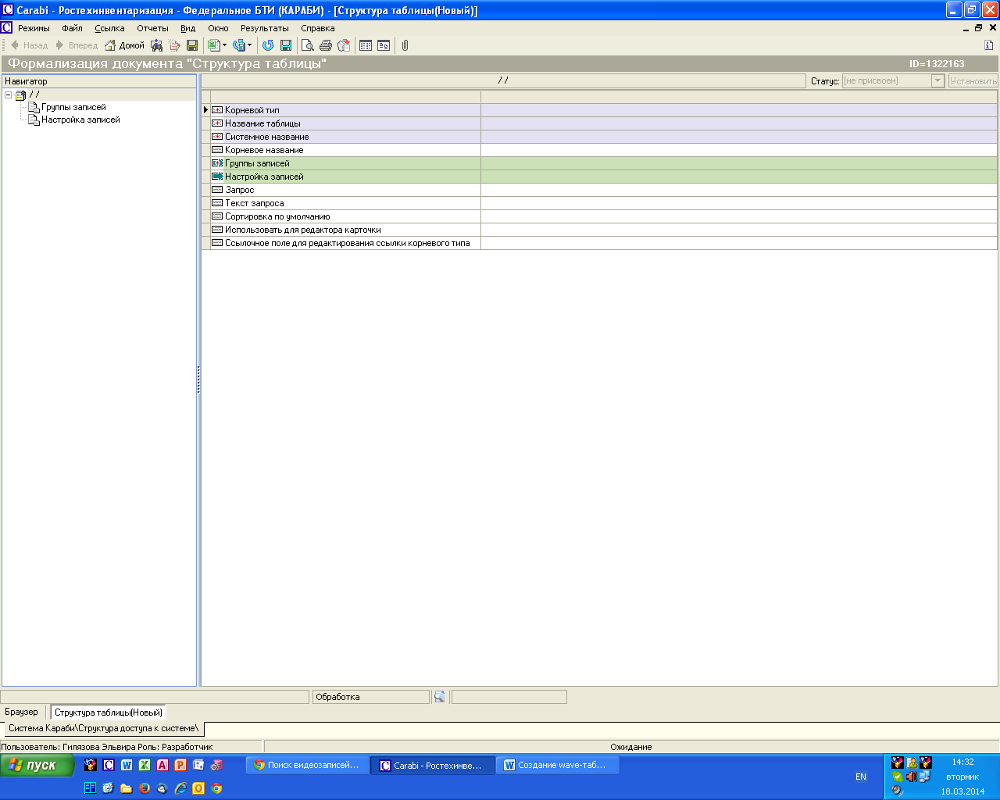 Carabi - Ростехинвентаризация - Федеральное БТИ (КАРАБИ) - [Структура таблицы(Новый)]
Режимы Файл Ссылка Отчеты Вид Окно Результаты Справка
Назад Вперед Домой
Формализация документа "Структура таблицы" ID=1322163
Навигатор
/ / Статус: [не присвоен] Установить
/ /
Группы записей
Настройка записей
Корневой тип
Название таблицы
Системное название
Корневое название
Группы записей
Настройка записей
Запрос
Текст запроса
Сортировка по умолчанию
Использовать для редактора карточки
Ссылочное поле для редактирования ссылки корневого типа
Обработка
Браузер Структура таблицы(Новый)
Система Караби\Структура доступа к системе\
Пользователь: Гилязова Эльвира Роль: Разработчик Ожидание
пуск Поиск видеозаписей... Carabi - Ростехинве... Создание wave-таб... EN 14:32
вторник
18.03.2014